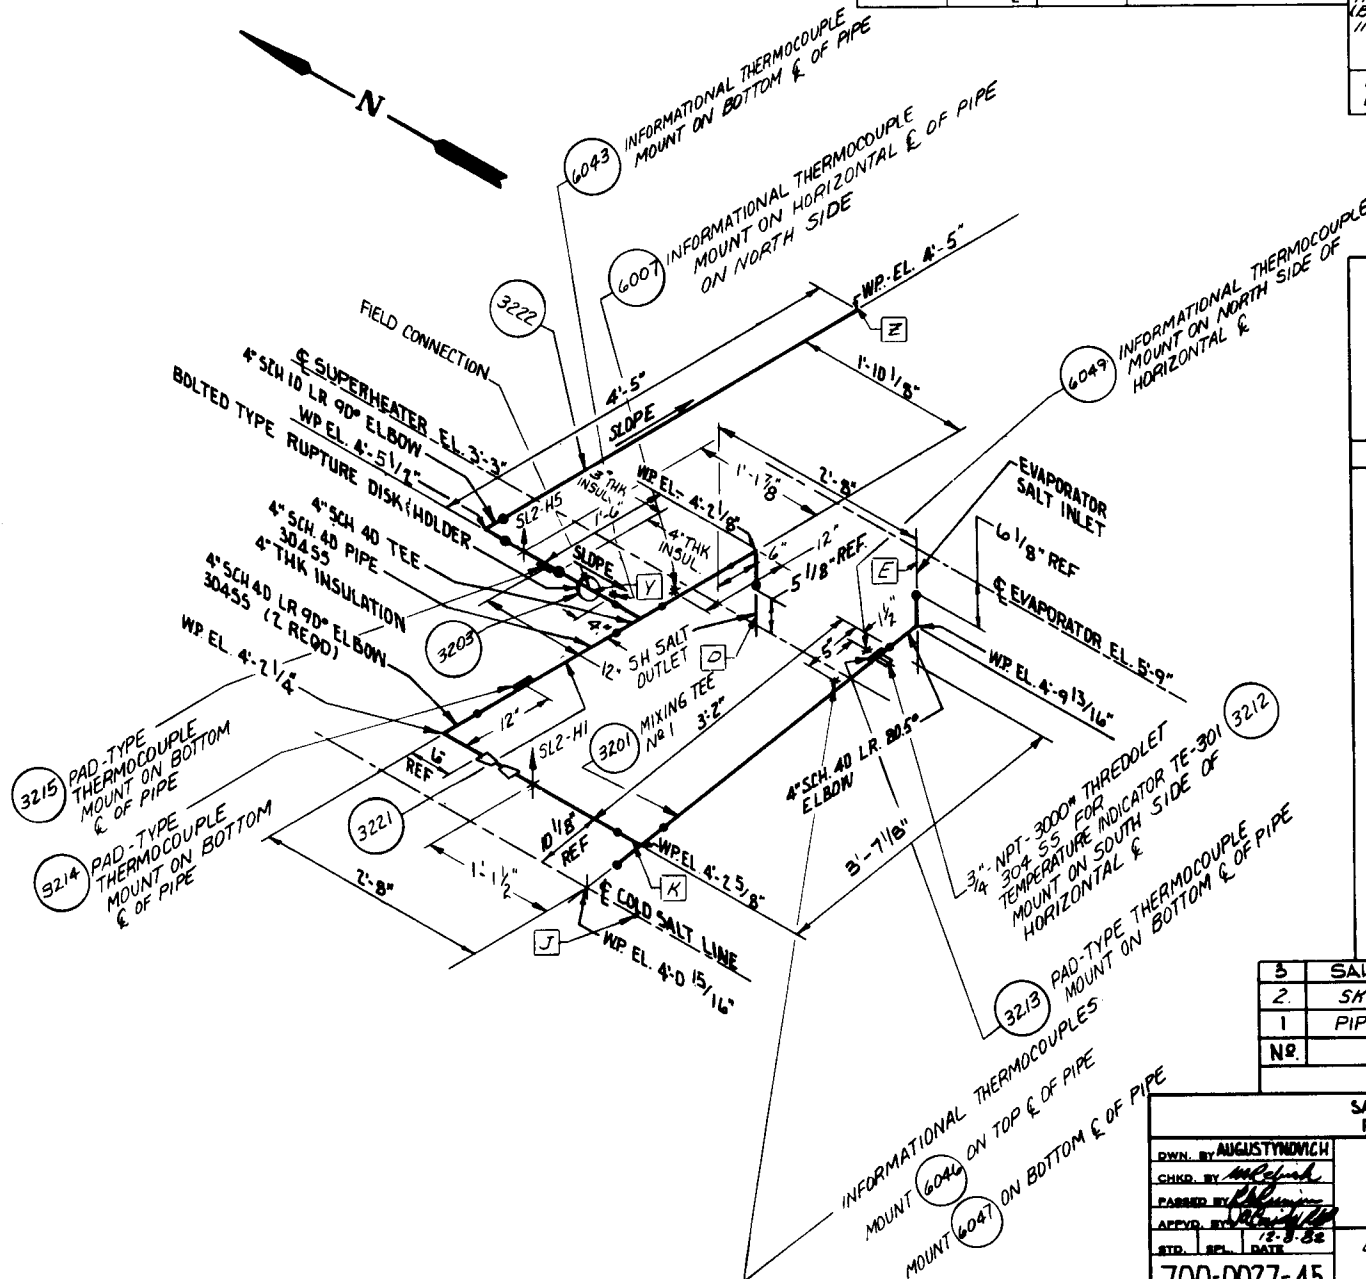 N
6043 INFORMATIONAL THERMOCOUPLE
MOUNT ON BOTTOM ℄ OF PIPE
6007 INFORMATIONAL THERMOCOUPLE
MOUNT ON HORIZONTAL ℄ OF PIPE
ON NORTH SIDE
3222
WP. EL. 4'-5"
Z
6049 INFORMATIONAL THERMOCOUPLE
MOUNT ON NORTH SIDE OF
HORIZONTAL ℄
FIELD CONNECTION
℄ SUPERHEATER EL. 3'-3"
4" SCH 10 LR 90° ELBOW
WP EL. 4'-5 1/2"
BOLTED TYPE RUPTURE DISK & HOLDER
4" SCH 40 TEE
4" SCH. 40 PIPE
304SS
4" THK INSULATION
4" SCH 40 LR 90° ELBOW
304SS (2 REQD)
WP. EL. 4'-2 1/4"
4'-5"
SLOPE
1'-10 1/8"
SL2-H5
3" THK
INSUL.
1'-6"
WP EL- 4'-2 1/8"
1'-1 7/8"
2'-8"
4" THK
INSUL.
6"
12"
5 1/8" REF.
EVAPORATOR
SALT INLET
6 1/8" REF
E
℄ EVAPORATOR EL. 5'-9"
WP EL. 4'-9 13/16"
SLOPE
Y
4"
3203
12"
SH SALT
OUTLET
D
5"
1 1/2"
3201 MIXING TEE
Nº 1
3'-2"
12"
SL2-H1
6"
REF
3221
4" SCH. 40 LR. 80.5°
ELBOW
3'-7 1/8"
3215 PAD-TYPE
THERMOCOUPLE
MOUNT ON BOTTOM
℄ OF PIPE
3214 PAD-TYPE
THERMOCOUPLE
MOUNT ON BOTTOM
℄ OF PIPE
3212
3/4"-NPT-3000# THREDOLET
304 SS FOR
TEMPERATURE INDICATOR TE-301
MOUNT ON SOUTH SIDE OF
HORIZONTAL ℄
2'-8"
1'-1 1/2"
10 1/8"
REF
WP EL 4'-2 5/8"
K
℄ COLD SALT LINE
J
WP. EL. 4'-0 15/16"
3213 PAD-TYPE THERMOCOUPLE
MOUNT ON BOTTOM ℄ OF PIPE
INFORMATIONAL THERMOCOUPLES
MOUNT 6046 ON TOP ℄ OF PIPE
MOUNT 6047 ON BOTTOM ℄ OF PIPE
3 SAL
2. SK
1 PIP
Nº.
DWN. BY AUGUSTYNOVICH
CHKD. BY
PASSED BY
APPVD. BY
STD. SPL. DATE 12-8-82
700-0077-45